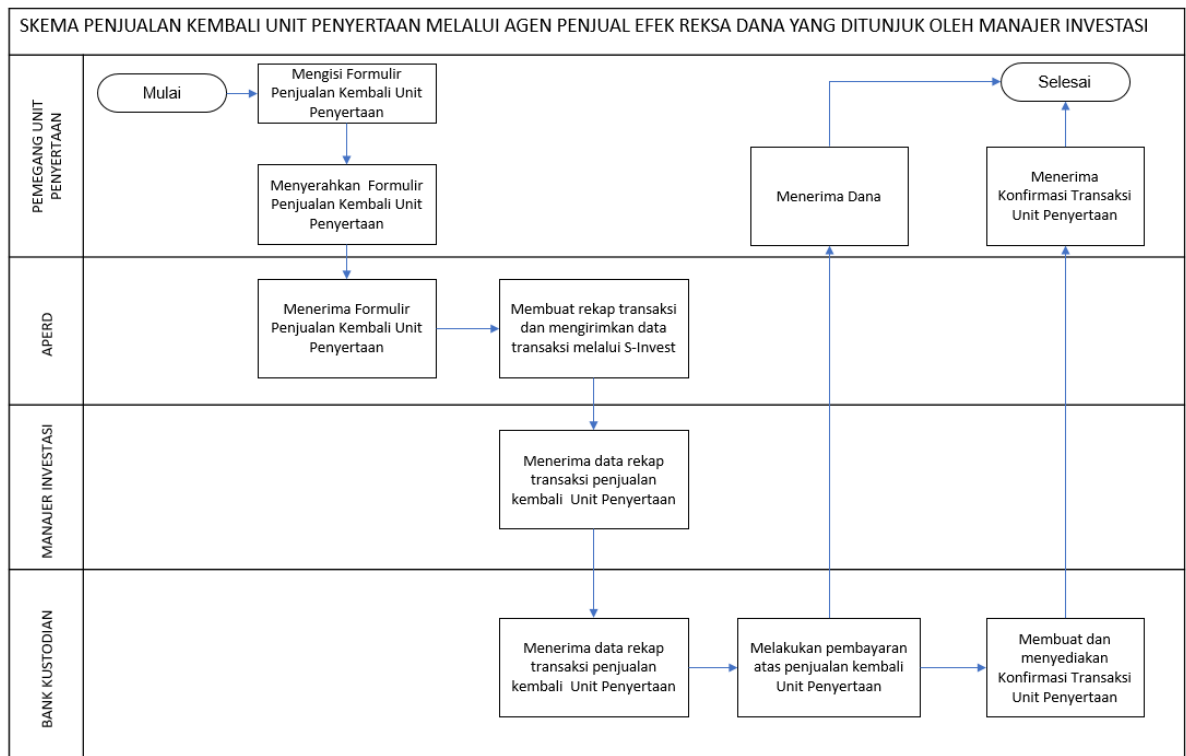 SKEMA PENJUALAN KEMBALI UNIT PENYERTAAN MELALUI AGEN PENJUAL EFEK REKSA DANA YANG DITUNJUK OLEH MANAJER INVESTASI
PEMEGANG UNIT
PENYERTAAN
Mulai
Mengisi Formulir
Penjualan Kembali Unit
Penyertaan
Selesai
Menyerahkan Formulir
Penjualan Kembali Unit
Penyertaan
Menerima Dana
Menerima
Konfirmasi Transaksi
Unit Penyertaan
APERD
Menerima Formulir
Penjualan Kembali Unit
Penyertaan
Membuat rekap transaksi
dan mengirimkan data
transaksi melalui S-Invest
MANAJER INVESTASI
Menerima data rekap
transaksi penjualan
kembali Unit Penyertaan
BANK KUSTODIAN
Menerima data rekap
transaksi penjualan
kembali Unit Penyertaan
Melakukan pembayaran
atas penjualan kembali
Unit Penyertaan
Membuat dan
menyediakan
Konfirmasi Transaksi
Unit Penyertaan